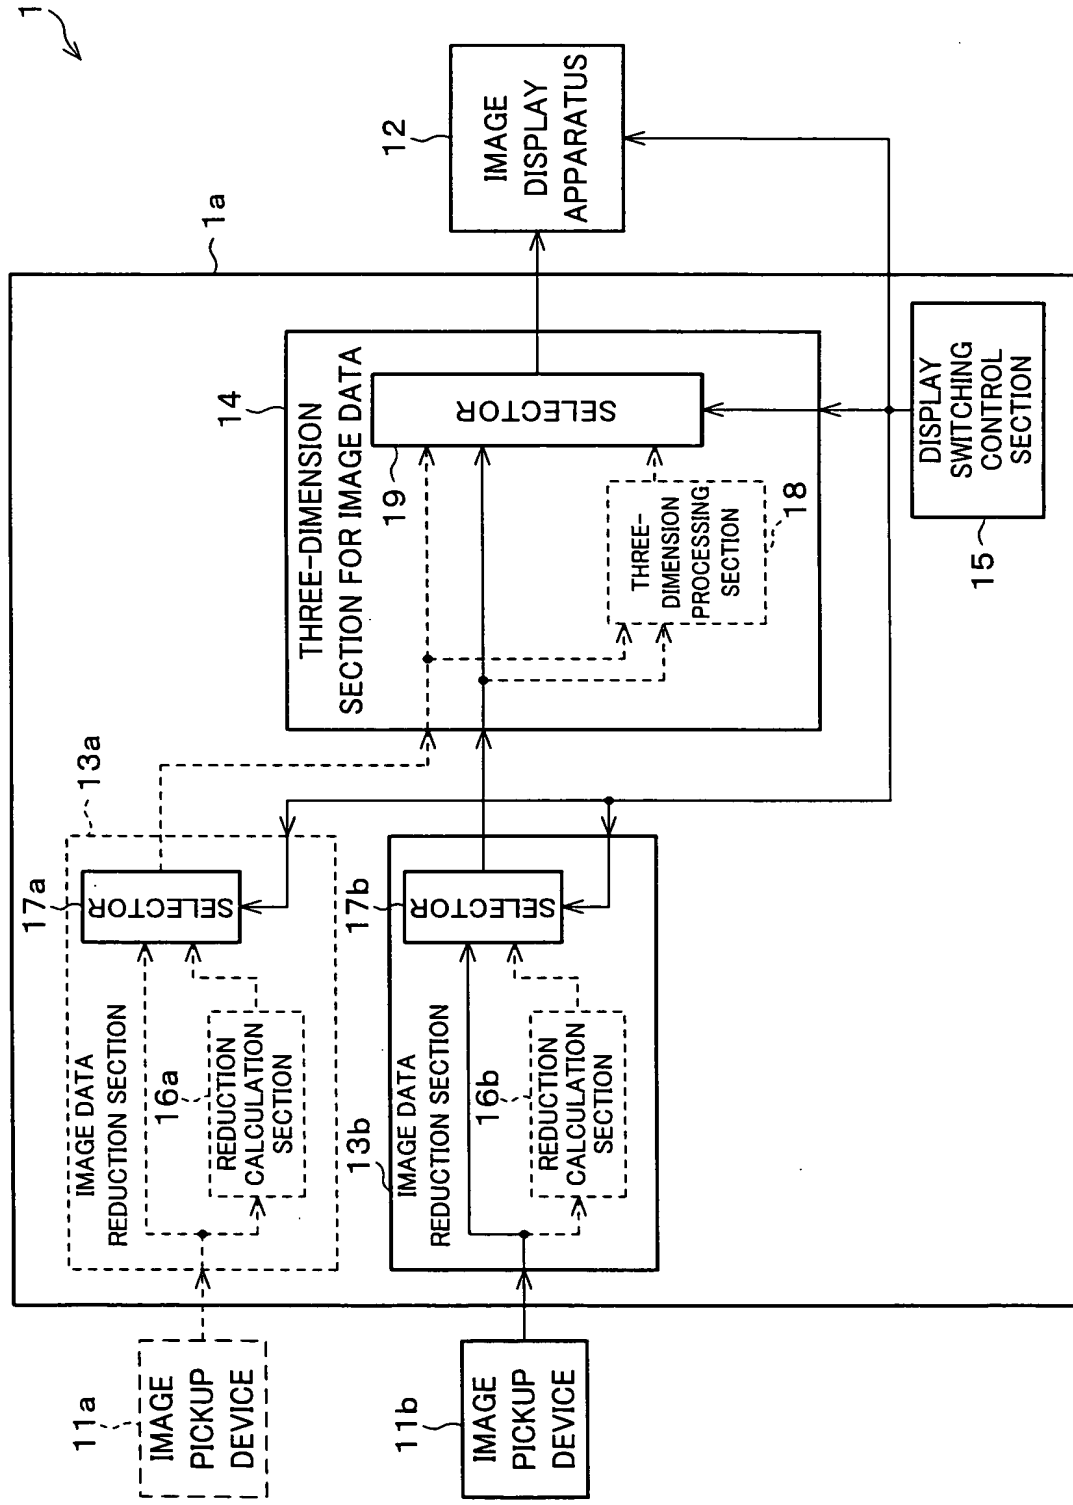 1
1a
11a
IMAGE
PICKUP
DEVICE
11b
IMAGE
PICKUP
DEVICE
13a
IMAGE DATA
REDUCTION SECTION
16a
REDUCTION
CALCULATION
SECTION
17a
SELECTOR
13b
IMAGE DATA
REDUCTION SECTION
16b
REDUCTION
CALCULATION
SECTION
17b
SELECTOR
14
THREE-DIMENSION
SECTION FOR IMAGE DATA
19
SELECTOR
THREE-
DIMENSION
PROCESSING
SECTION
18
12
IMAGE
DISPLAY
APPARATUS
DISPLAY
SWITCHING
CONTROL
SECTION
15